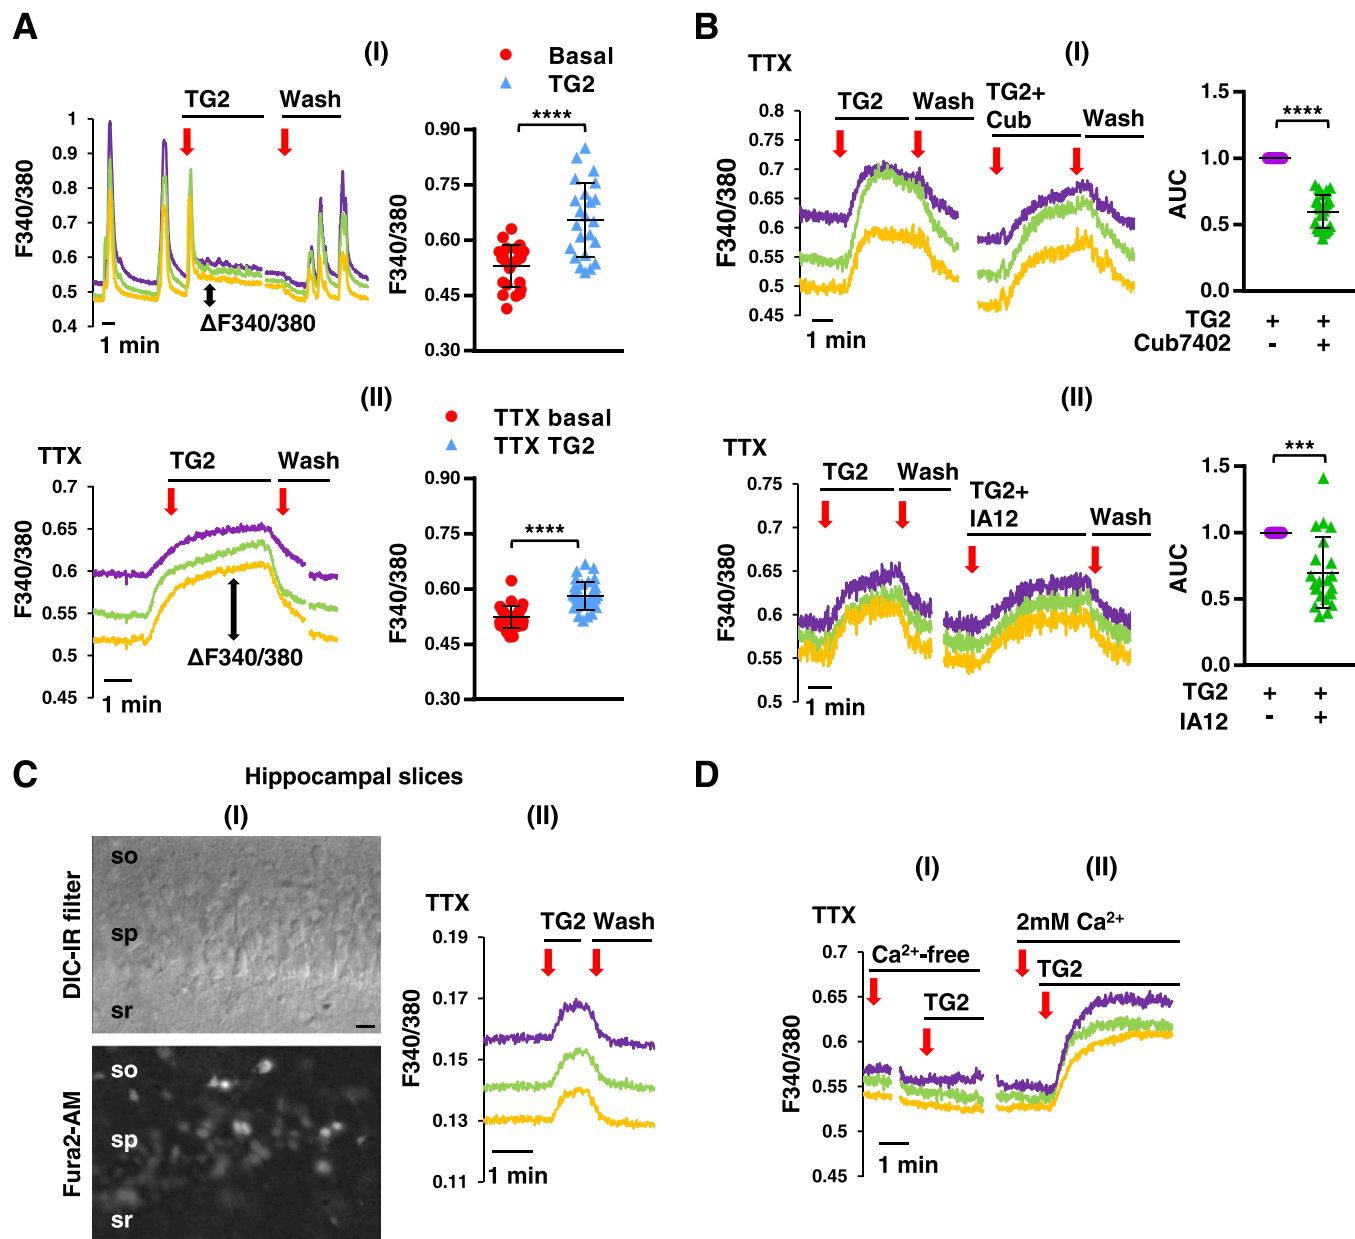 A
(I)
Basal
TG2
TG2
Wash
F340/380
1
0.9
0.8
0.7
0.6
0.5
0.4
ΔF340/380
1 min
****
F340/380
0.90
0.75
0.60
0.45
0.30
(II)
TTX basal
TTX TG2
TTX
TG2
Wash
F340/380
0.7
0.65
0.6
0.55
0.5
0.45
ΔF340/380
1 min
****
F340/380
0.90
0.75
0.60
0.45
0.30
B
(I)
TTX
TG2
Wash
TG2+
Cub
Wash
F340/380
0.8
0.75
0.7
0.65
0.6
0.55
0.5
0.45
1 min
****
AUC
1.5
1.0
0.5
0.0
TG2 + +
Cub7402 - +
(II)
TTX
TG2
Wash
TG2+
IA12
Wash
F340/380
0.75
0.7
0.65
0.6
0.55
0.5
1 min
***
AUC
1.5
1.0
0.5
0.0
TG2 + +
IA12 - +
C
Hippocampal slices
(I)
DIC-IR filter
so
sp
sr
Fura2-AM
so
sp
sr
(II)
TTX
TG2
Wash
F340/380
0.19
0.17
0.15
0.13
0.11
1 min
D
(I)
(II)
TTX
Ca²⁺-free
TG2
2mM Ca²⁺
TG2
F340/380
0.7
0.65
0.6
0.55
0.5
0.45
1 min